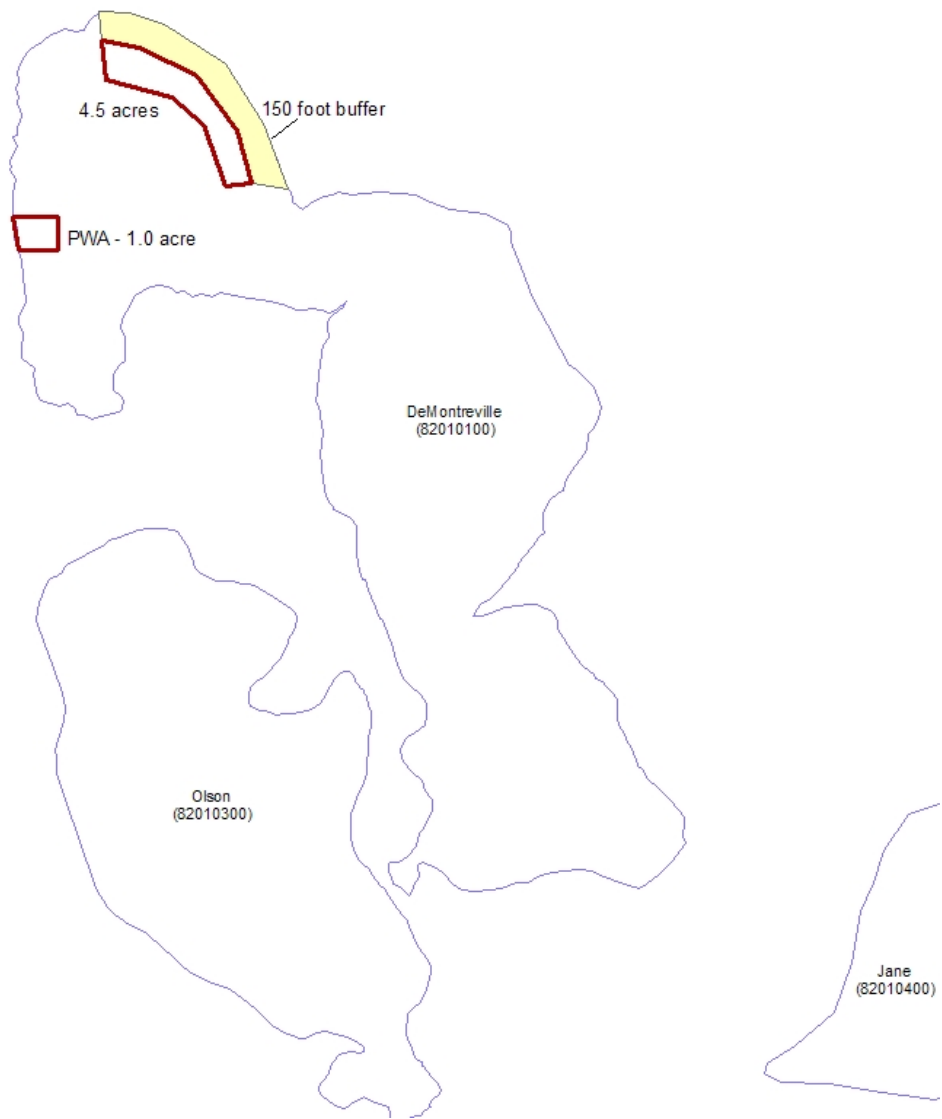 4.5 acres
150 foot buffer
PWA - 1.0 acre
DeMontreville
(82010100)
Olson
(82010300)
Jane
(82010400)